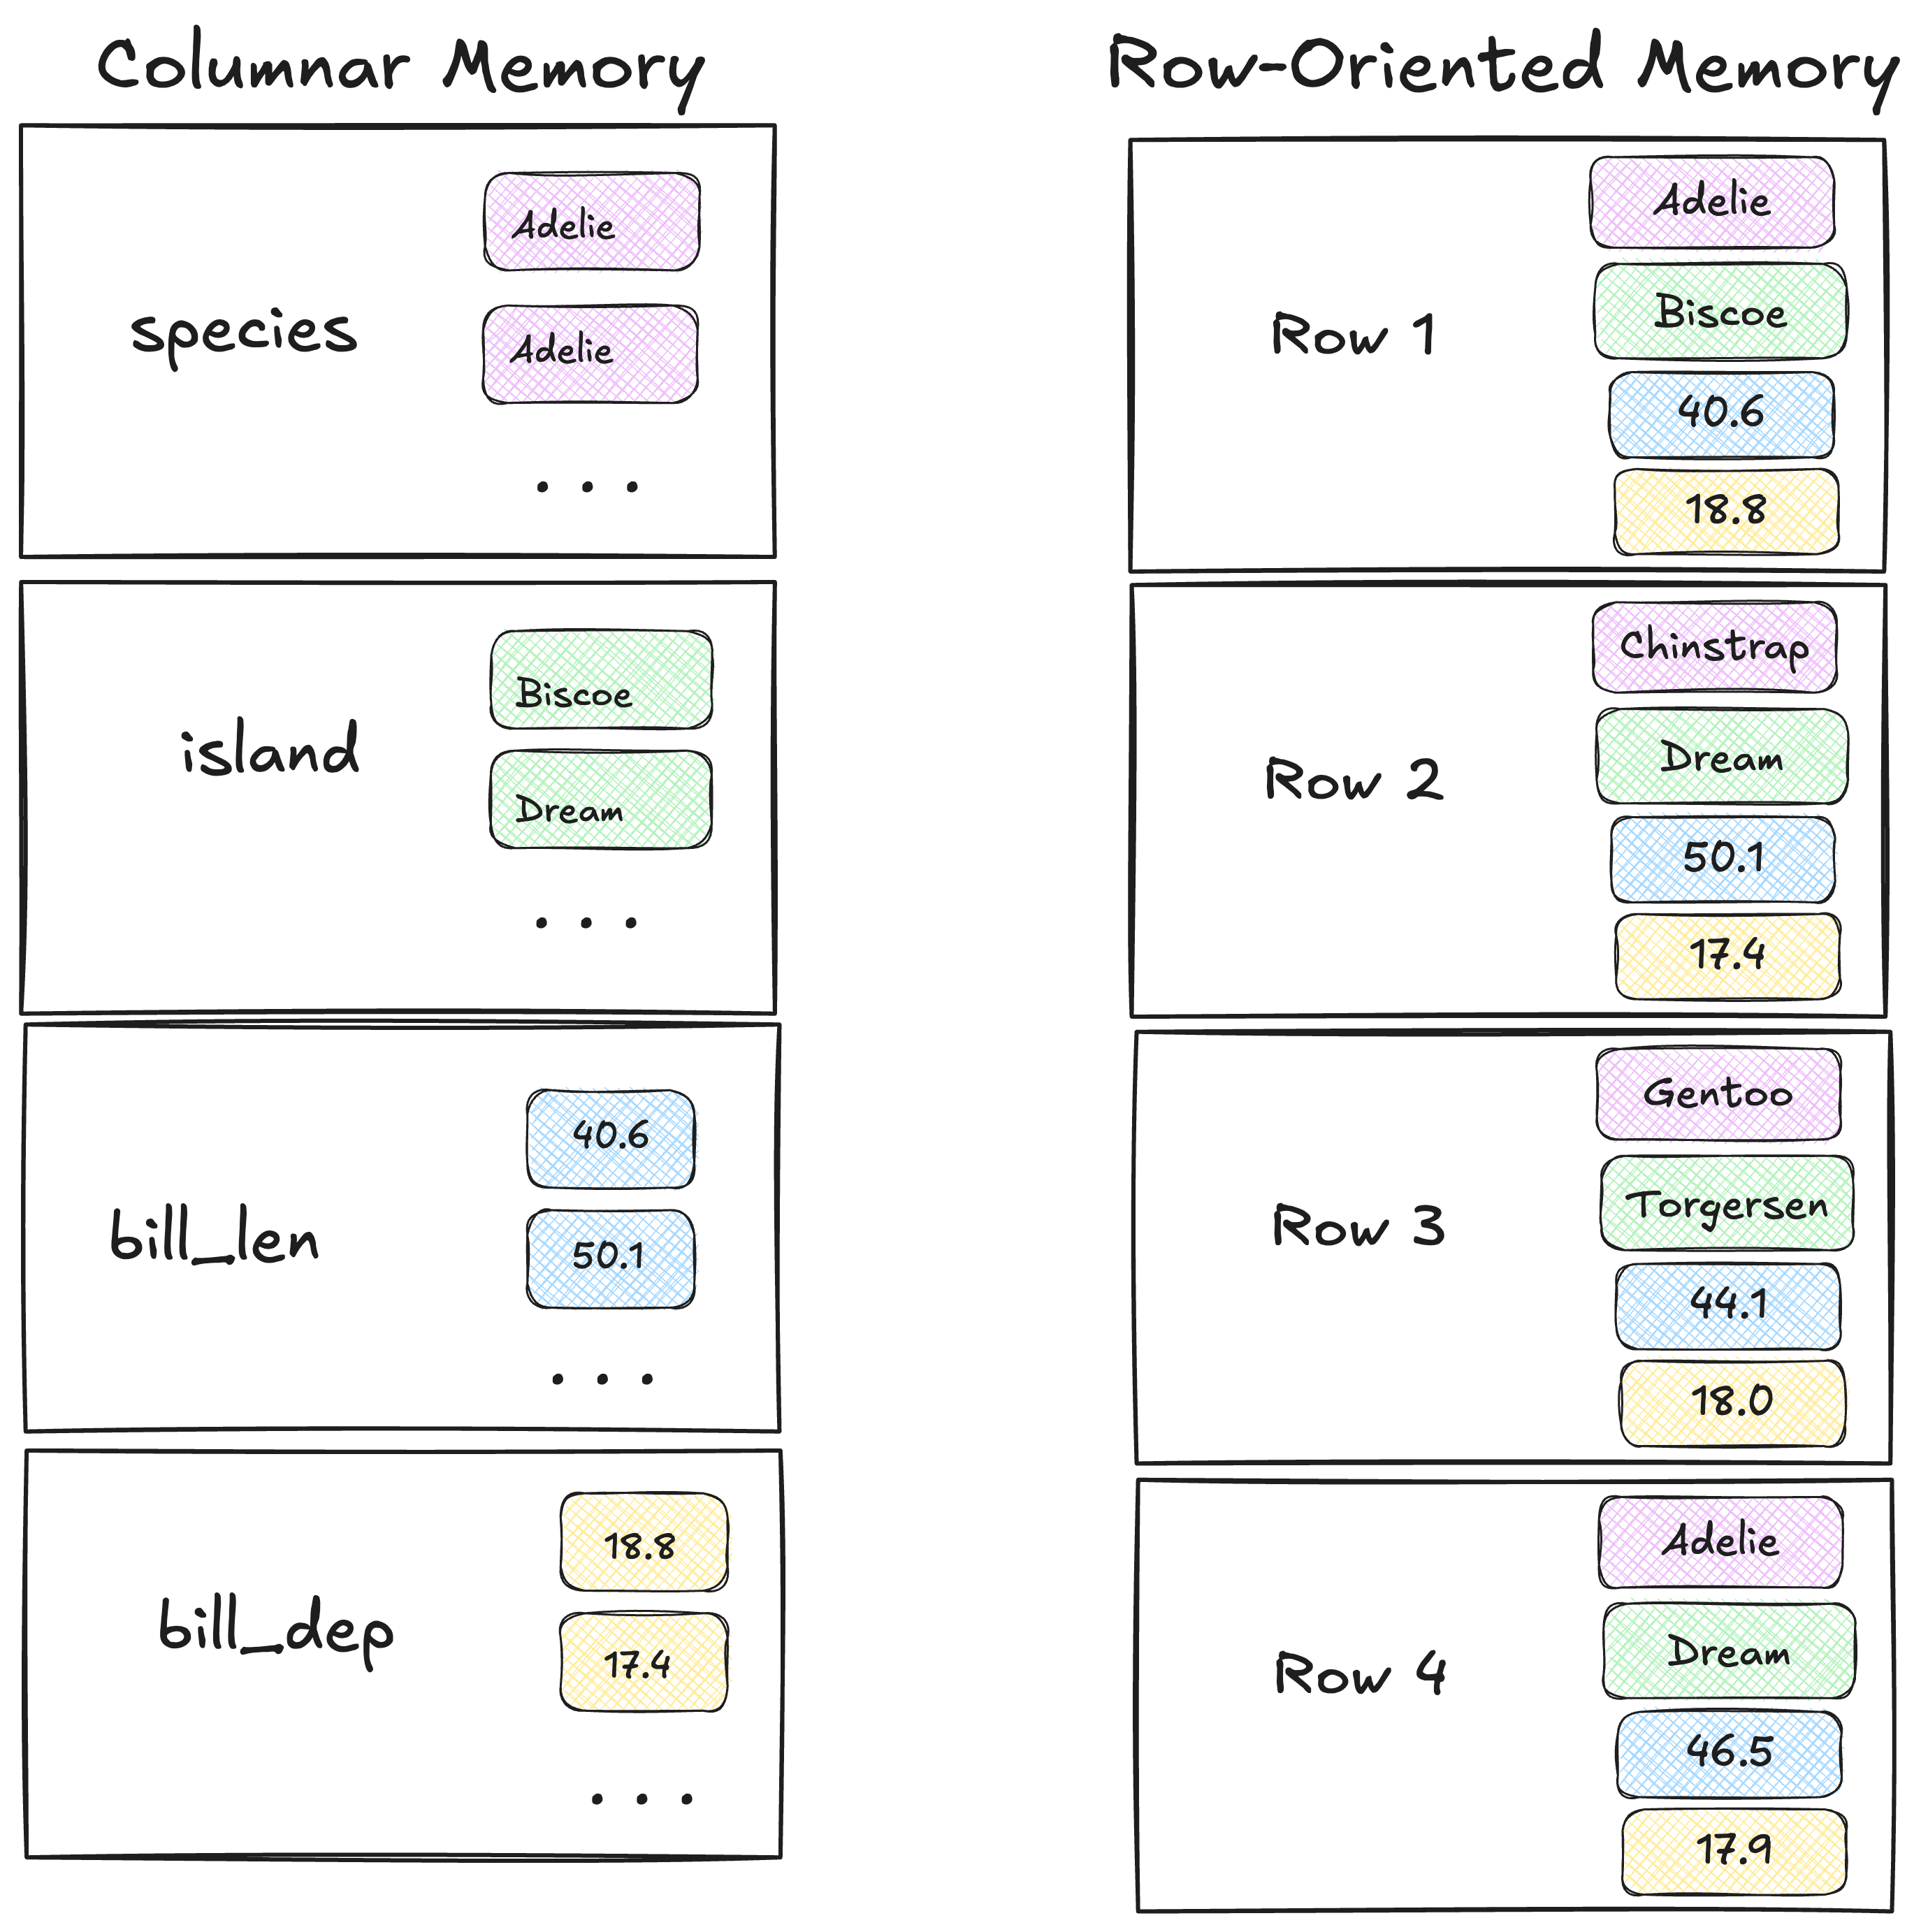 Columnar Memory
species
Adelie
Adelie
...
island
Biscoe
Dream
...
bill_len
40.6
50.1
...
bill_dep
18.8
17.4
...
Row-Oriented Memory
Row 1
Adelie
Biscoe
40.6
18.8
Row 2
Chinstrap
Dream
50.1
17.4
Row 3
Gentoo
Torgersen
44.1
18.0
Row 4
Adelie
Dream
46.5
17.9